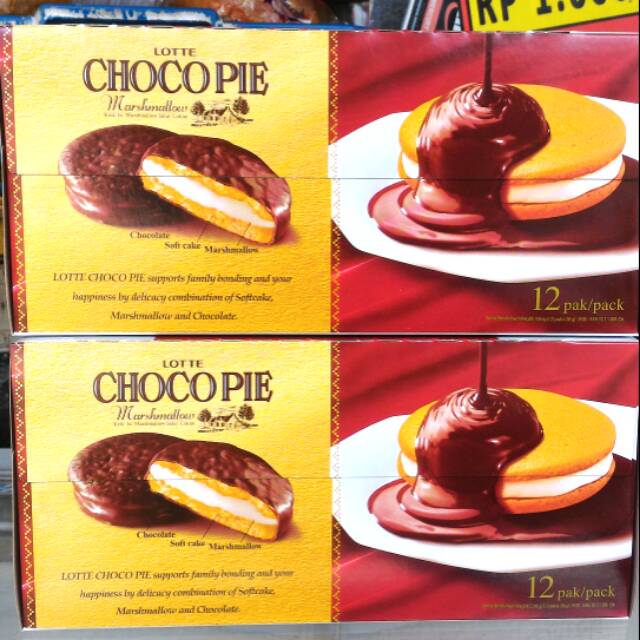 RP 1.
LOTTE
CHOCO PIE
Marshmallow
Chocolate
Soft cake
Marshmallow
LOTTE CHOCO PIE supports family bonding and your
happiness by delicacy combination of Softcake,
Marshmallow and Chocolate.
12 pak/pack
LOTTE
CHOCO PIE
Marshmallow
Chocolate
Soft cake
Marshmallow
LOTTE CHOCO PIE supports family bonding and your
happiness by delicacy combination of Softcake,
Marshmallow and Chocolate.
12 pak/pack